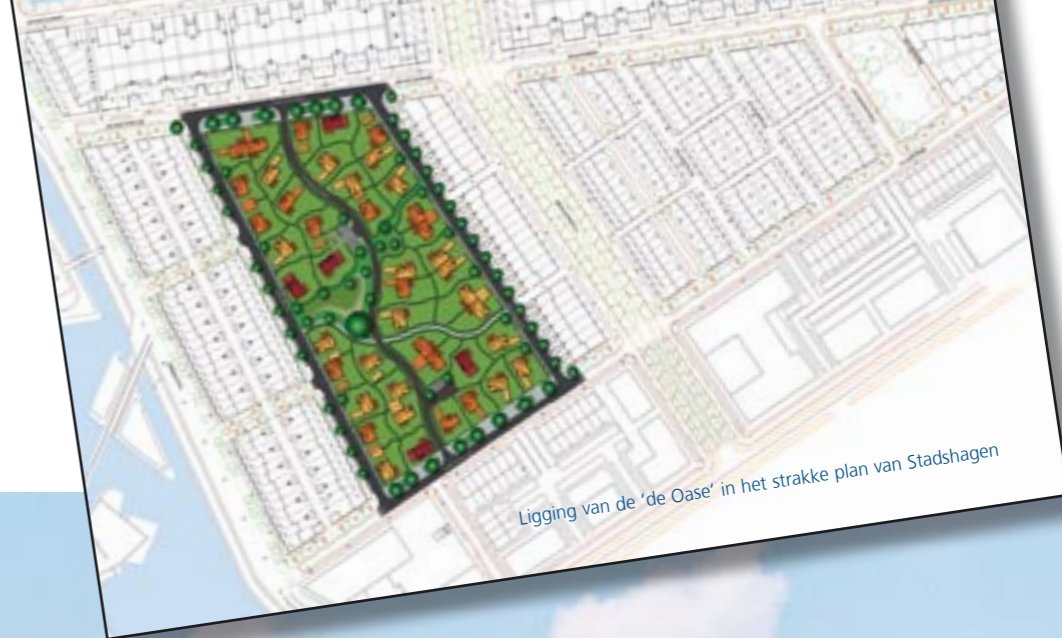 Ligging van de 'de Oase' in het strakke plan van Stadshagen